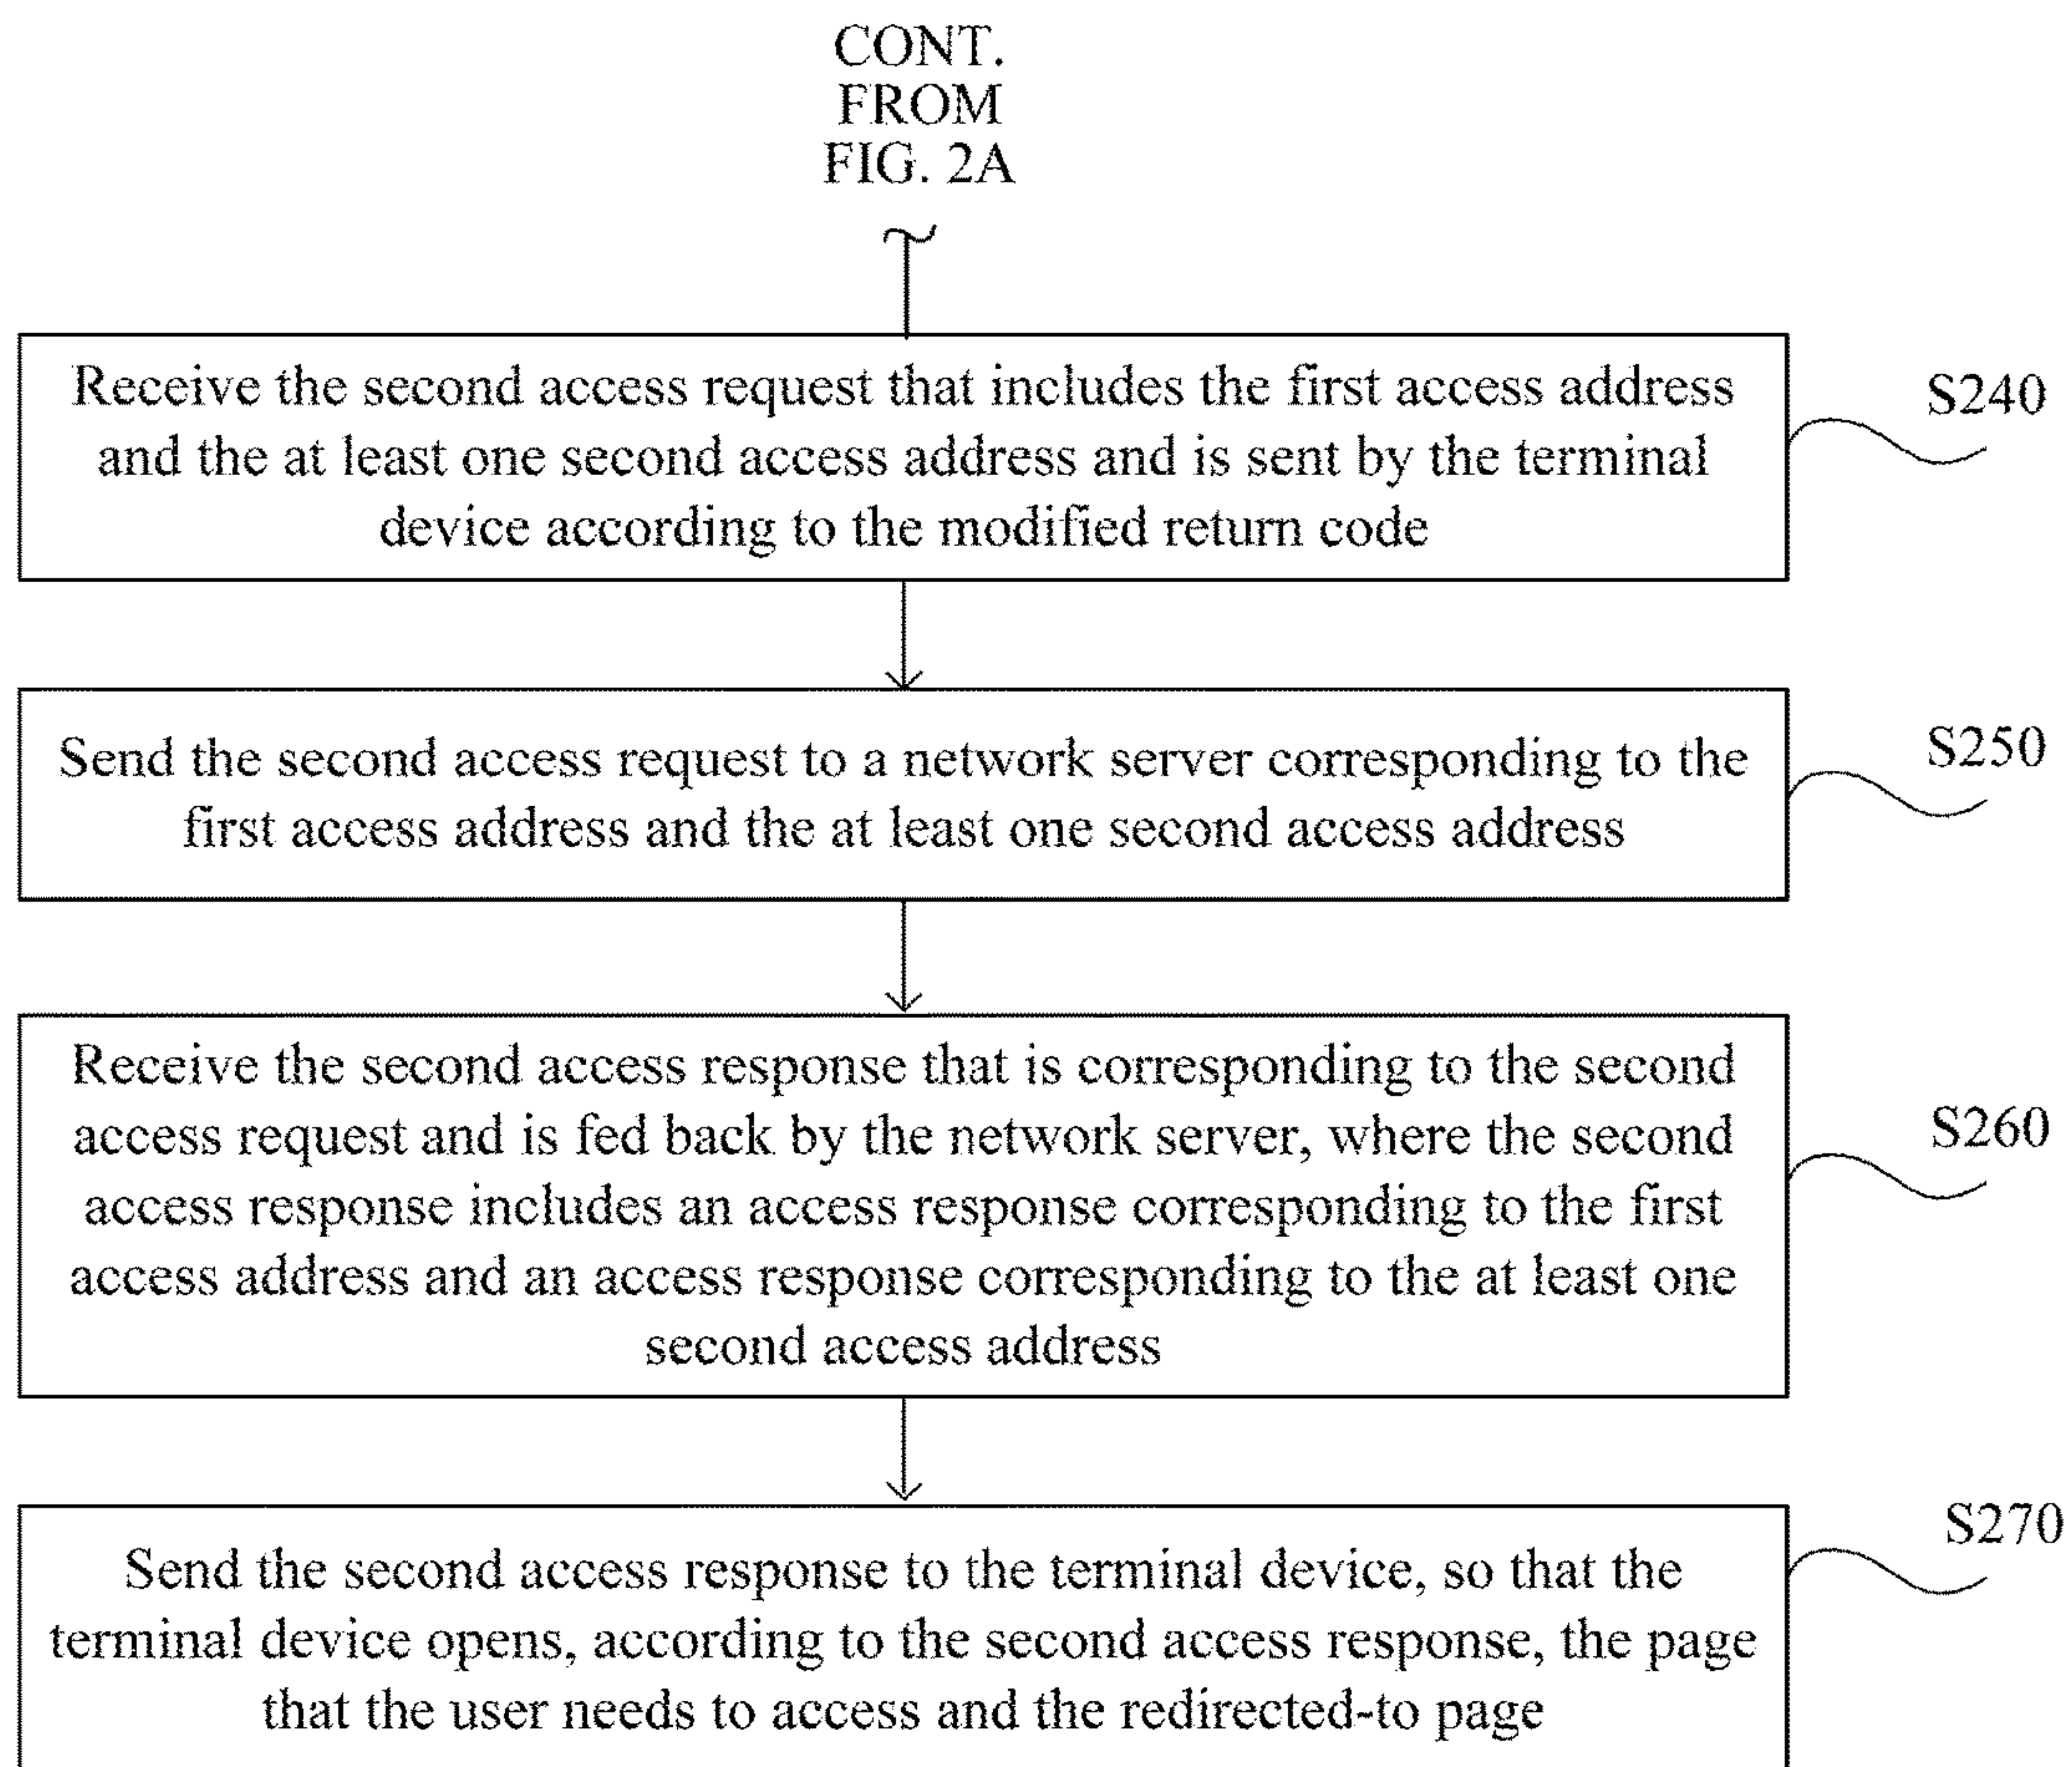 CONT.
FROM
FIG. 2A
Receive the second access request that includes the first access address
and the at least one second access address and is sent by the terminal
device according to the modified return code
S240
Send the second access request to a network server corresponding to the
first access address and the at least one second access address
S250
Receive the second access response that is corresponding to the second
access request and is fed back by the network server, where the second
access response includes an access response corresponding to the first
access address and an access response corresponding to the at least one
second access address
S260
Send the second access response to the terminal device, so that the
terminal device opens, according to the second access response, the page
that the user needs to access and the redirected-to page
S270